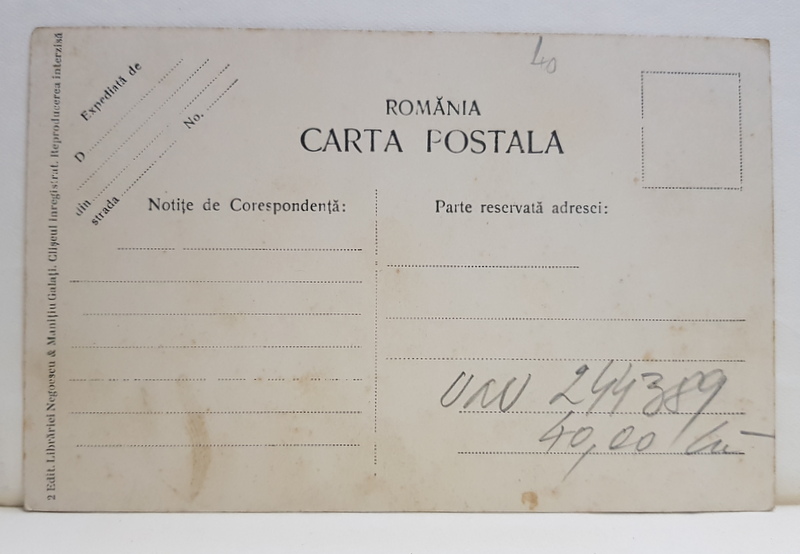 40
Expediată de
D
din
strada
No.
ROMĂNIA
CARTA POSTALA
Notițe de Corespondență:
Parte reservată adresei:
244389
40,00 Lei
2 Edit. Librăriei Negoescu & Manițiu Galați. Clișeul înregistrat. Reproducerea interzisă